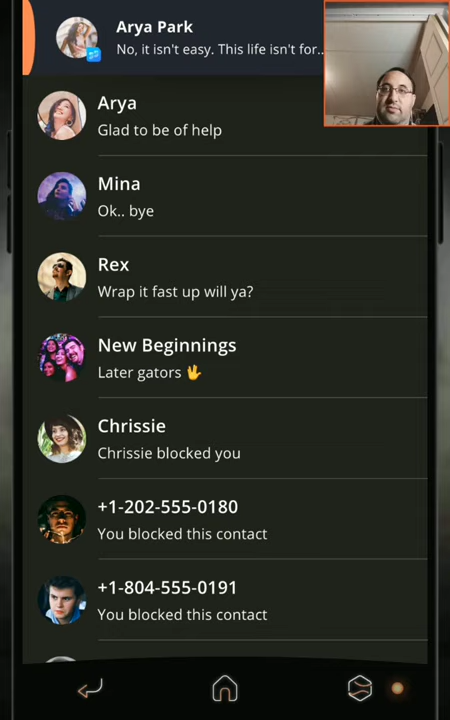 Arya Park
No, it isn't easy. This life isn't for..
Arya
Glad to be of help
Mina
Ok.. bye
Rex
Wrap it fast up will ya?
New Beginnings
Later gators 🖖
Chrissie
Chrissie blocked you
+1-202-555-0180
You blocked this contact
+1-804-555-0191
You blocked this contact